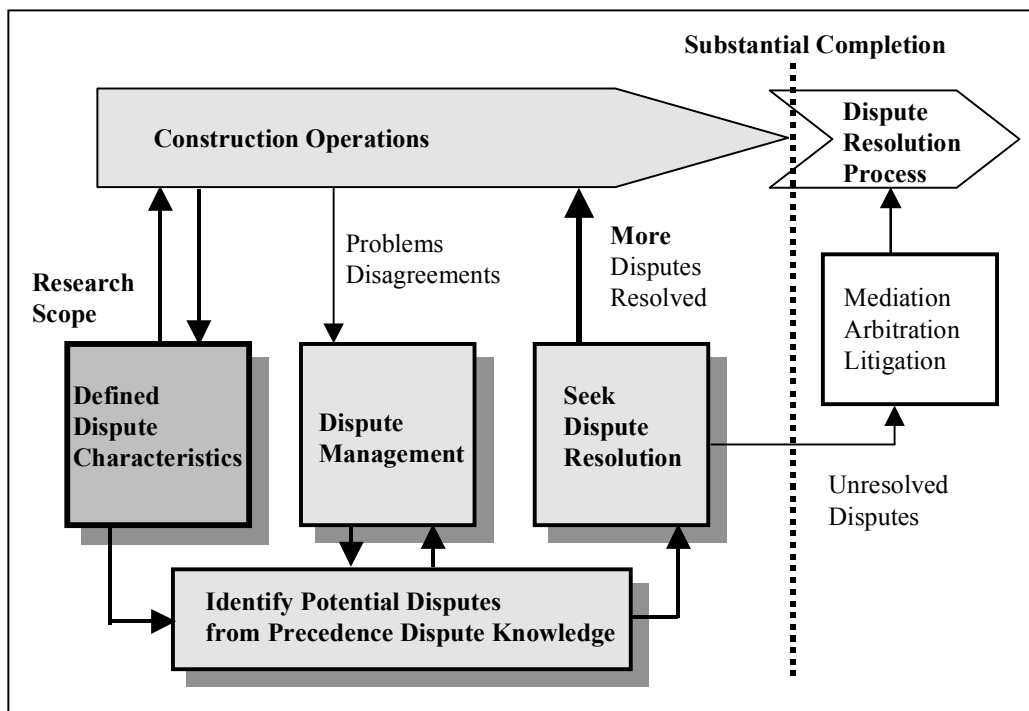 Substantial Completion
Construction Operations
Dispute
Resolution
Process
Research
Scope
Problems
Disagreements
More
Disputes
Resolved
Mediation
Arbitration
Litigation
Defined
Dispute
Characteristics
Dispute
Management
Seek
Dispute
Resolution
Unresolved
Disputes
Identify Potential Disputes
from Precedence Dispute Knowledge